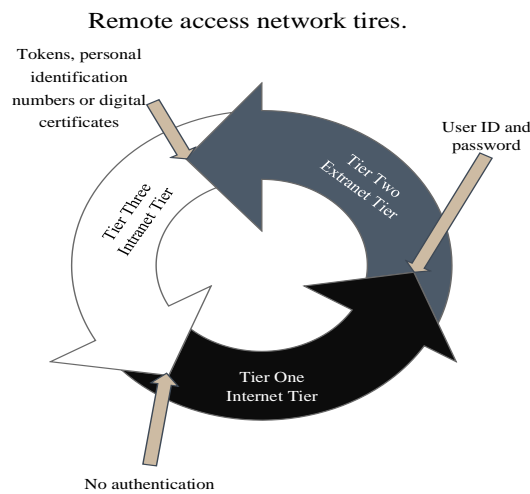 Remote access network tires.
Tokens, personal
identification
numbers or digital
certificates
User ID and
password
Tier Two
Extranet Tier
Tier Three
Intranet Tier
Tier One
Internet Tier
No authentication